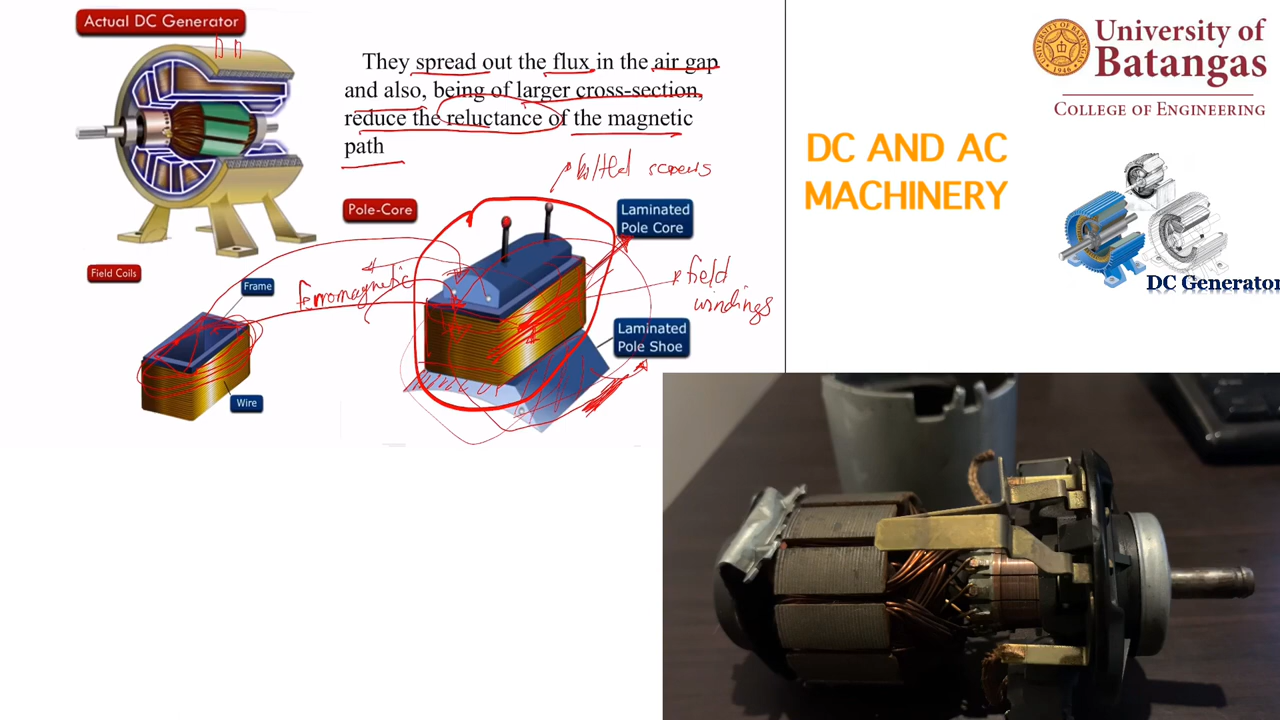 Actual DC Generator
They spread out the flux in the air gap
and also, being of larger cross-section,
reduce the reluctance of the magnetic
path
bolted screws
Pole-Core
Laminated
Pole Core
Field Coils
Frame
ferromagnetic
field
windings
Laminated
Pole Shoe
Wire
University of
Batangas
COLLEGE OF ENGINEERING
DC AND AC
MACHINERY
DC Generator
1946